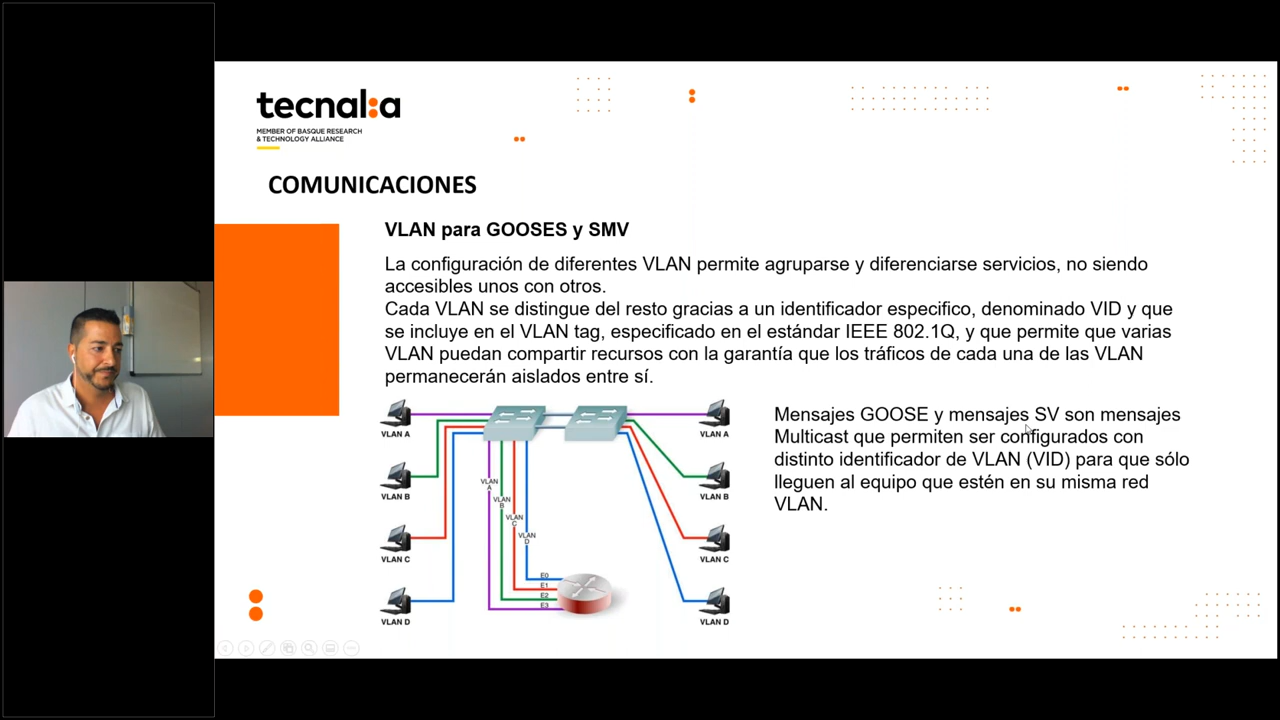 tecnal:a
MEMBER OF BASQUE RESEARCH
& TECHNOLOGY ALLIANCE
COMUNICACIONES
VLAN para GOOSES y SMV
La configuración de diferentes VLAN permite agruparse y diferenciarse servicios, no siendo
accesibles unos con otros.
Cada VLAN se distingue del resto gracias a un identificador especifico, denominado VID y que
se incluye en el VLAN tag, especificado en el estándar IEEE 802.1Q, y que permite que varias
VLAN puedan compartir recursos con la garantía que los tráficos de cada una de las VLAN
permanecerán aislados entre sí.
VLAN A
VLAN B
VLAN C
VLAN D
VLAN
A
VLAN
B
VLAN
C
VLAN
D
E0
E1
E2
E3
VLAN A
VLAN B
VLAN C
VLAN D
Mensajes GOOSE y mensajes SV son mensajes
Multicast que permiten ser configurados con
distinto identificador de VLAN (VID) para que sólo
lleguen al equipo que estén en su misma red
VLAN.